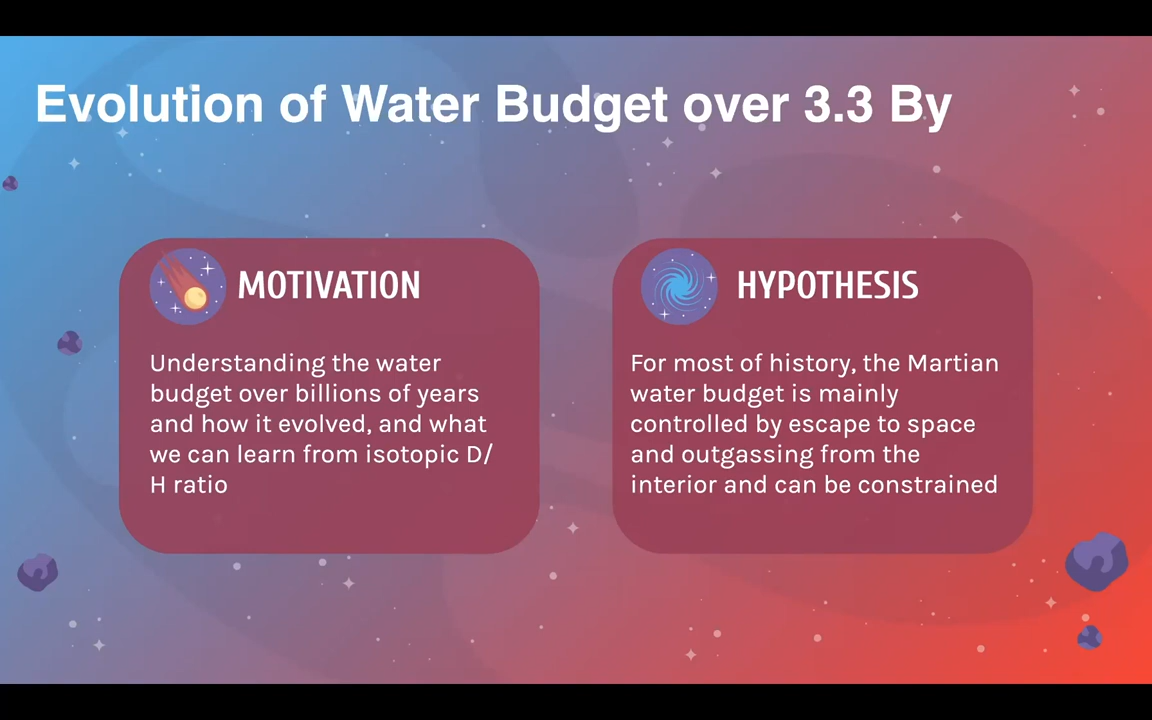 Evolution of Water Budget over 3.3 By
MOTIVATION
Understanding the water
budget over billions of years
and how it evolved, and what
we can learn from isotopic D/
H ratio
HYPOTHESIS
For most of history, the Martian
water budget is mainly
controlled by escape to space
and outgassing from the
interior and can be constrained